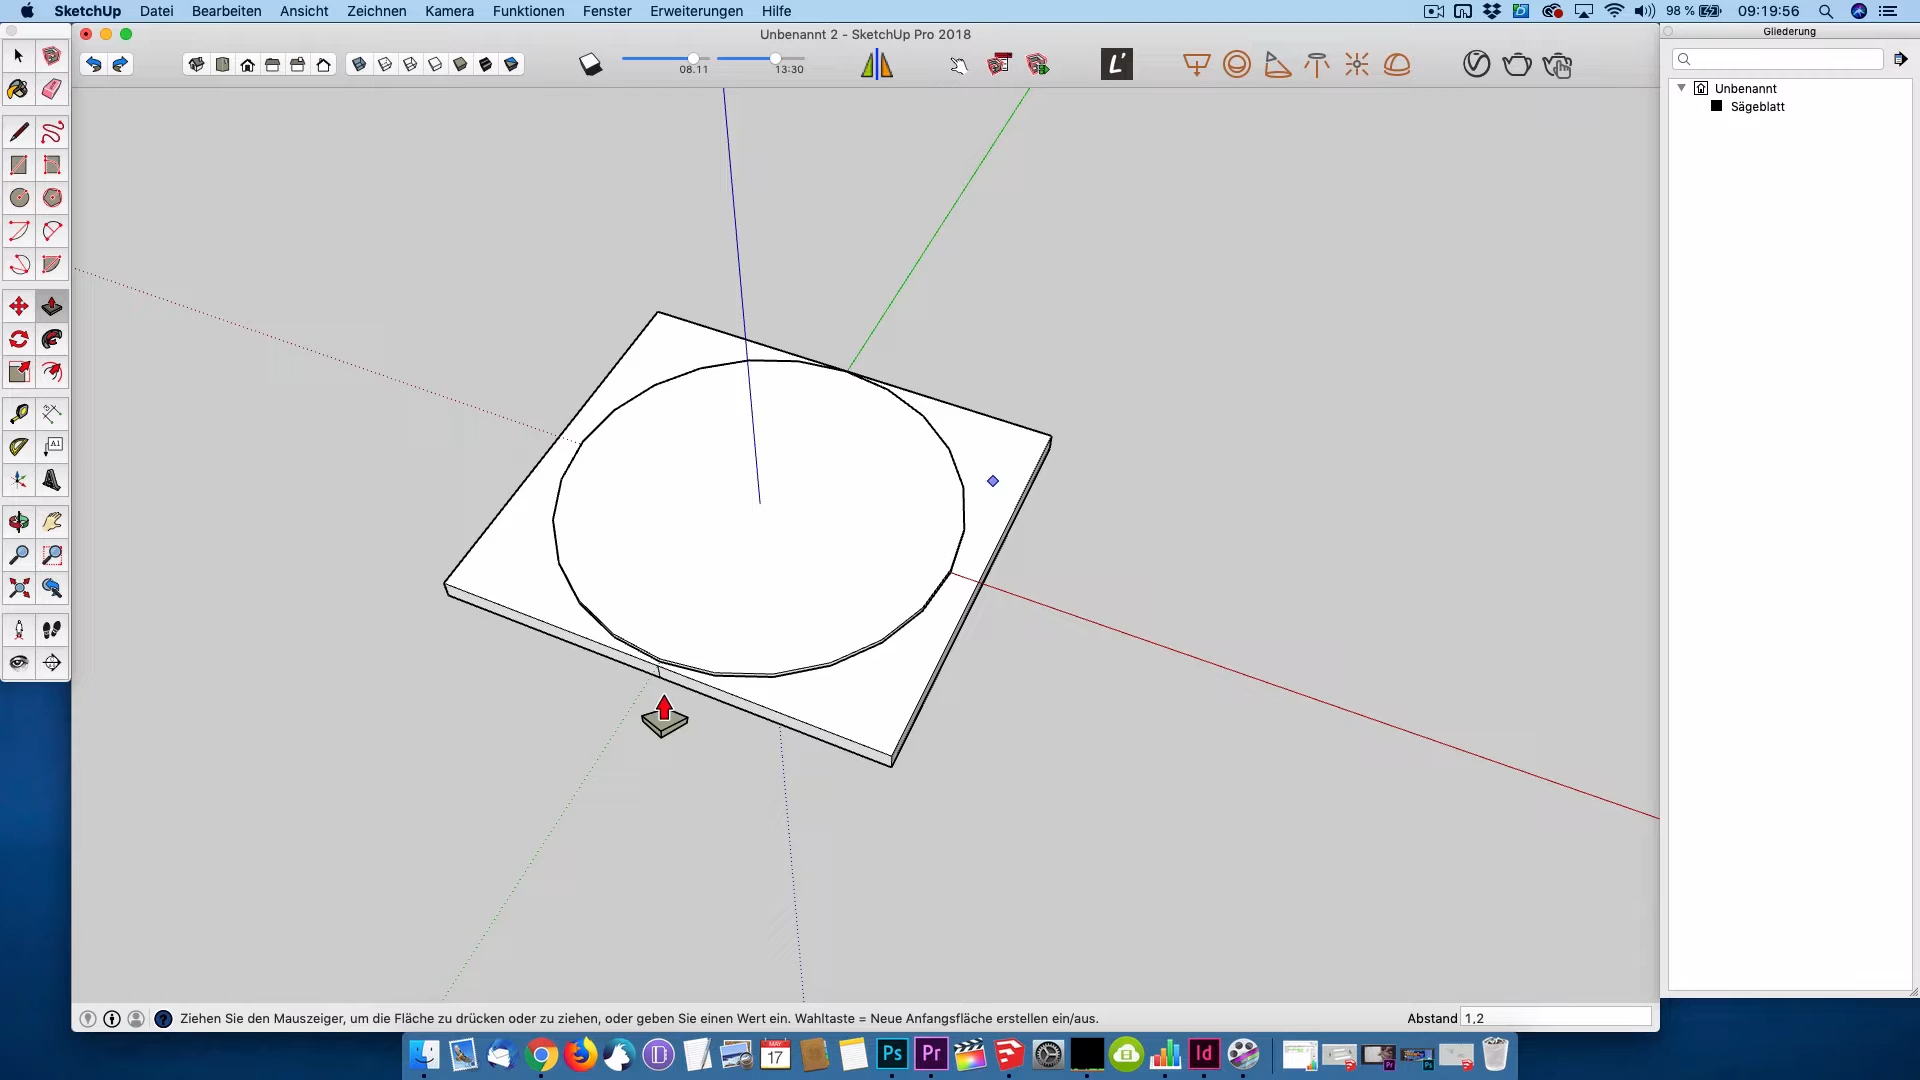 SketchUp Datei Bearbeiten Ansicht Zeichnen Kamera Funktionen Fenster Erweiterungen Hilfe 98 % 09:19:56
Unbenannt 2 - SketchUp Pro 2018
Gliederung
08.11 13:30
L'
Unbenannt
Sägeblatt
A1
Ziehen Sie den Mauszeiger, um die Fläche zu drücken oder zu ziehen, oder geben Sie einen Wert ein. Wahltaste = Neue Anfangsfläche erstellen ein/aus.
Abstand 1,2
MAY
17
Ps
Pr
Id